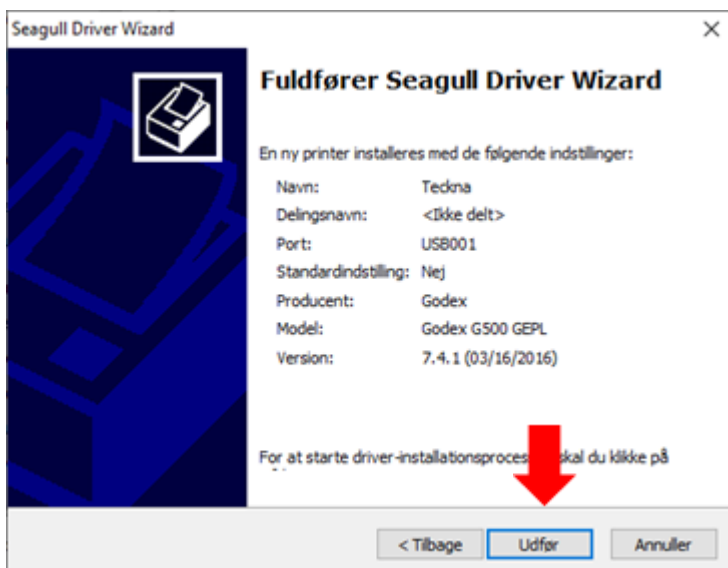 Seagull Driver Wizard
Fuldfører Seagull Driver Wizard
En ny printer installeres med de følgende indstillinger:
Navn: Teckna
Delingsnavn: <Ikke delt>
Port: USB001
Standardindstilling: Nej
Producent: Godex
Model: Godex G500 GEPL
Version: 7.4.1 (03/16/2016)
For at starte driver-installationsproces skal du klikke på
< Tilbage Udfør Annuller